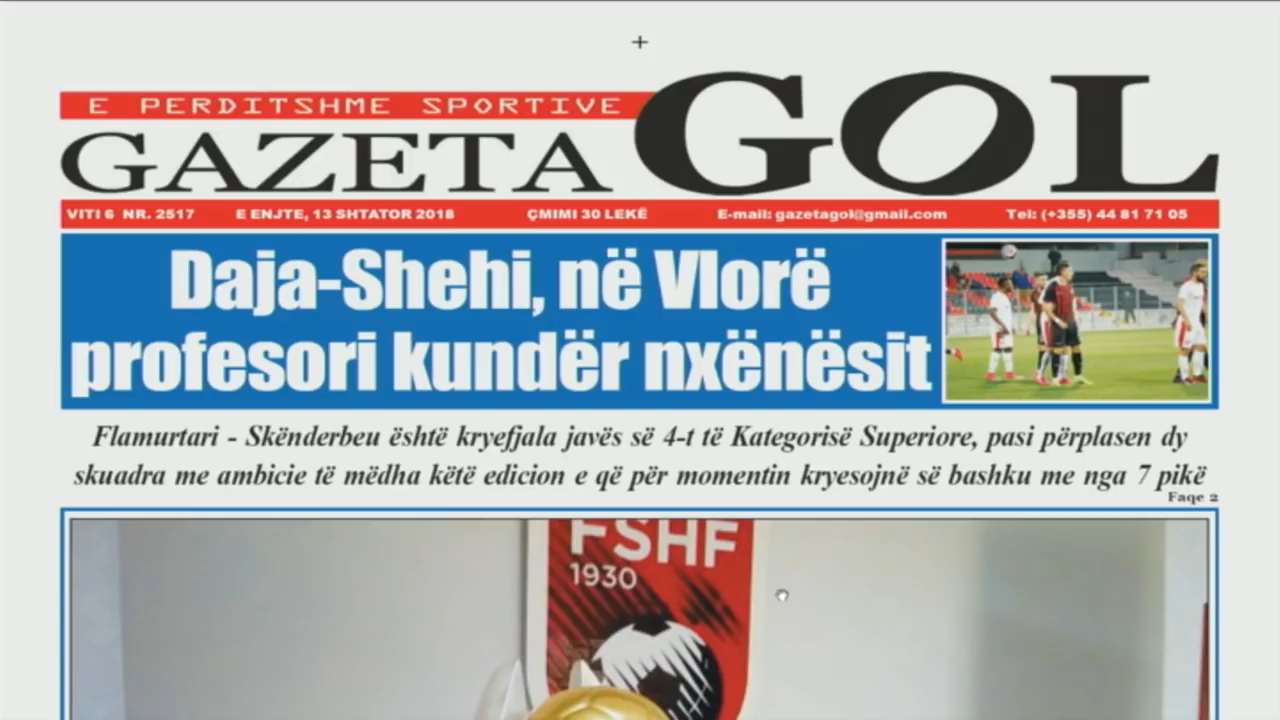 E PERDITSHME SPORTIVE
GAZETA GOL
VITI 6 NR. 2517 E ENJTE, 13 SHTATOR 2018 ÇMIMI 30 LEKË E-mail: gazetagol@gmail.com Tel: (+355) 44 81 71 05
Daja-Shehi, në Vlorë
profesori kundër nxënësit
Flamurtari - Skënderbeu është kryefjala javës së 4-t të Kategorisë Superiore, pasi përplasen dy
skuadra me ambicie të mëdha këtë edicion e që për momentin kryesojnë së bashku me nga 7 pikë
Faqe 2
FSHF
1930